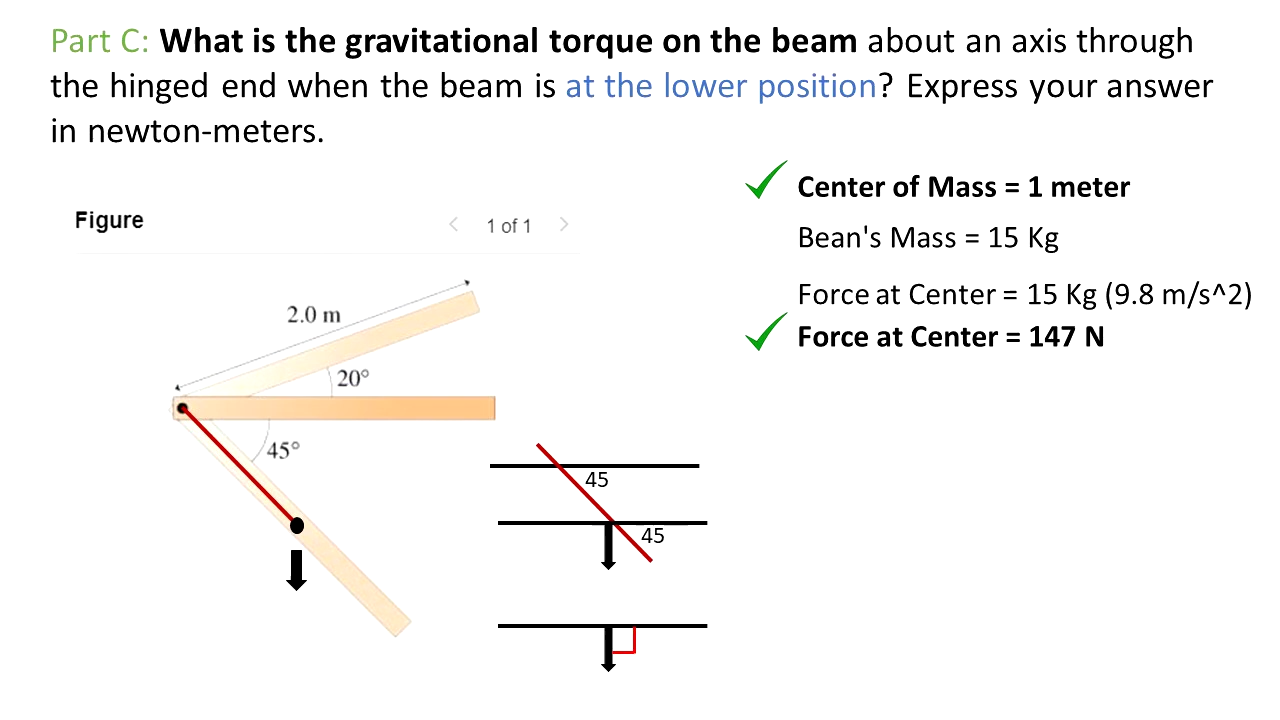 Part C: What is the gravitational torque on the beam about an axis through
the hinged end when the beam is at the lower position? Express your answer
in newton-meters.
Center of Mass = 1 meter
Figure
1 of 1
Bean's Mass = 15 Kg
Force at Center = 15 Kg (9.8 m/s^2)
Force at Center = 147 N
2.0 m
20°
45°
45
45